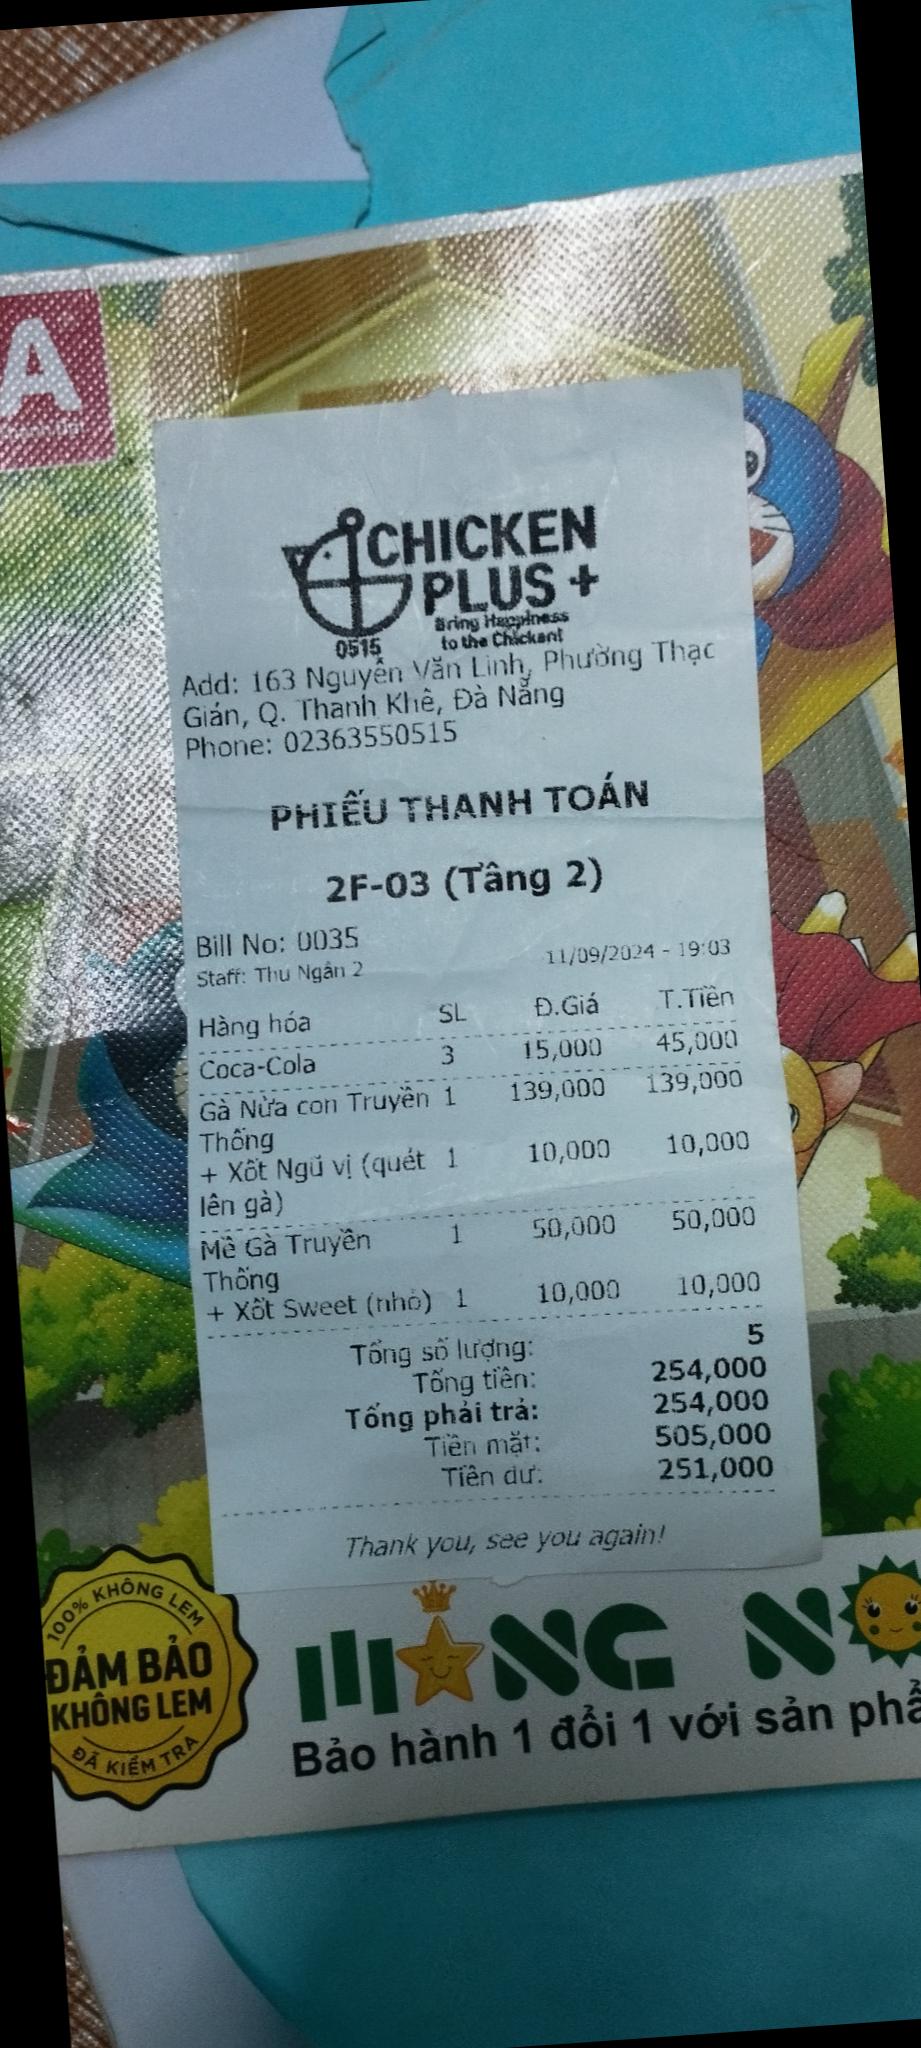 A
CHICKEN
PLUS +
Bring Happiness
to the Chicken!
0515
Add: 163 Nguyễn Văn Linh, Phường Thạc
Gián, Q. Thanh Khê, Đà Nẵng
Phone: 02363550515
PHIẾU THANH TOÁN
2F-03 (Tầng 2)
Bill No: 0035
Staff: Thu Ngân 2 11/09/2024 - 19:03
Hàng hóa SL Đ.Giá T.Tiền
Coca-Cola 3 15,000 45,000
Gà Nửa con Truyền 1 139,000 139,000
Thống
+ Xốt Ngũ vị (quét 1 10,000 10,000
lên gà)
Mề Gà Truyền 1 50,000 50,000
Thống
+ Xốt Sweet (nhỏ) 1 10,000 10,000
Tổng số lượng: 5
Tổng tiền: 254,000
Tổng phải trả: 254,000
Tiền mặt: 505,000
Tiền dư: 251,000
Thank you, see you again!
100% KHÔNG LEM
ĐẢM BẢO
KHÔNG LEM
ĐÃ KIỂM TRA
Bảo hành 1 đổi 1 với sản